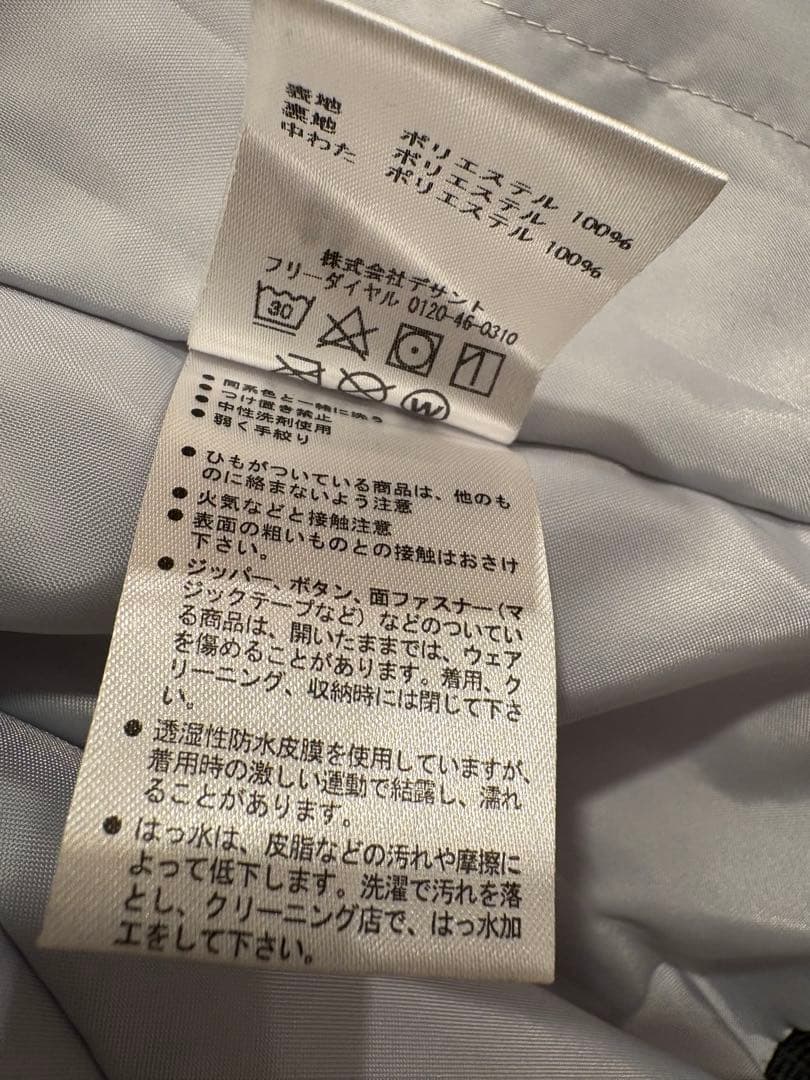 表地 ポリエステル 100%
裏地 ポリエステル
中わた ポリエステル 100%
株式会社デサント
フリーダイヤル 0120-46-0310
30
W
同系色と一緒に洗う
つけ置き禁止
● 中性洗剤使用
● 弱く手絞り
● ひもがついている商品は、他のも
のに絡まないよう注意
● 火気などと接触注意
● 表面の粗いものとの接触はおさけ
下さい。
● ジッパー、ボタン、面ファスナー(マ
ジックテープなど)などのついてい
る商品は、開いたままでは、ウェア
を傷めることがあります。着用、ク
リーニング、収納時には閉じて下さ
い。
● 透湿性防水皮膜を使用していますが、
着用時の激しい運動で結露し、濡れ
ることがあります。
● はっ水は、皮脂などの汚れや摩擦に
よって低下します。洗濯で汚れを落
とし、クリーニング店で、はっ水加
工をして下さい。